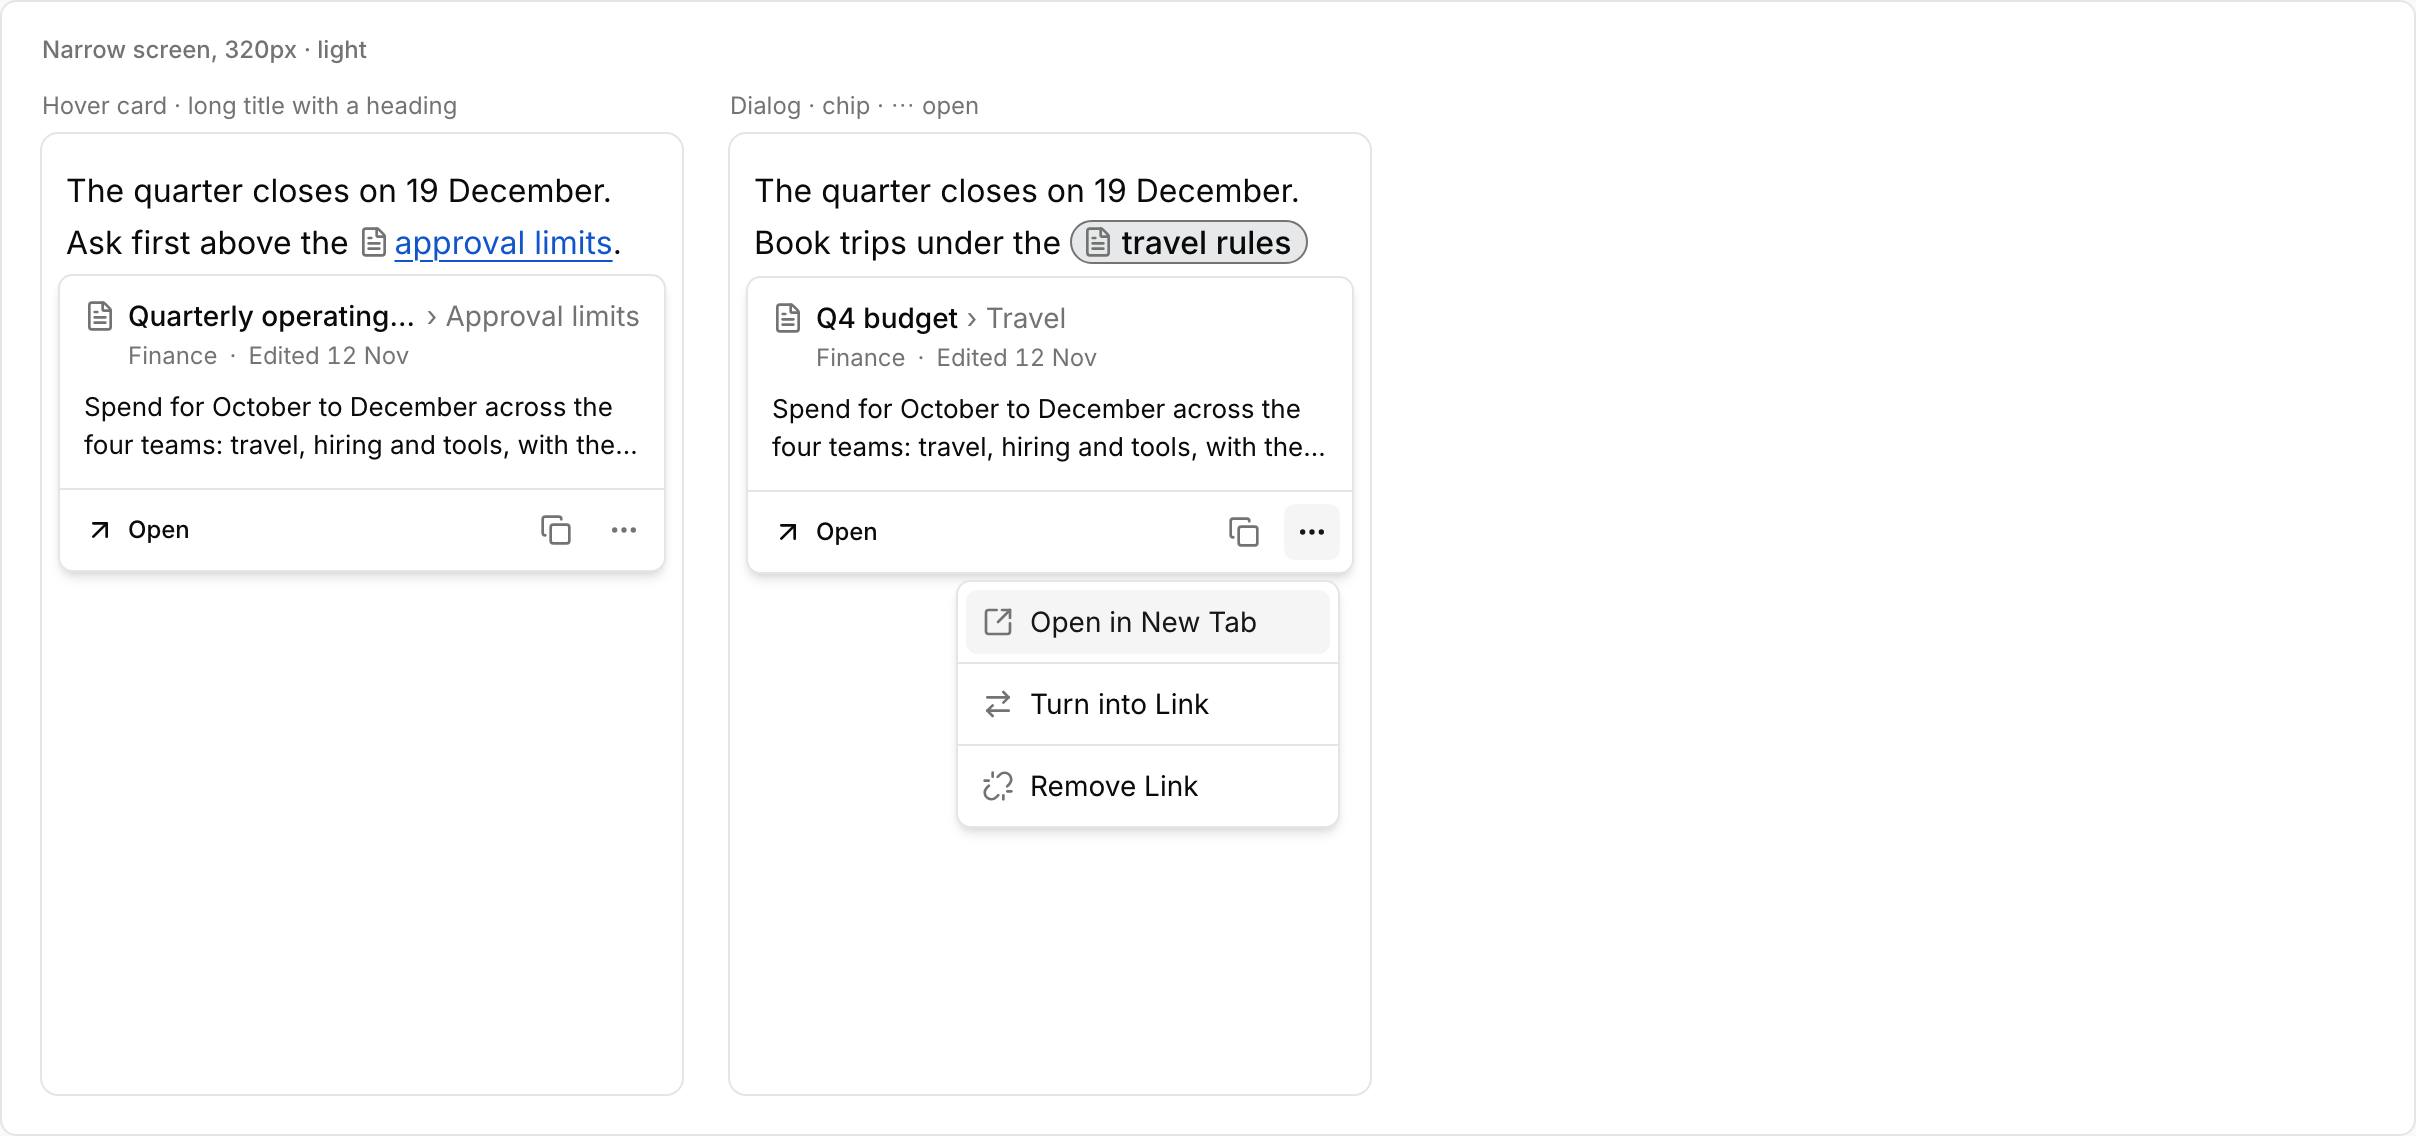 Narrow screen, 320px · light
Hover card · long title with a heading
The quarter closes on 19 December.
Ask first above the approval limits.
Quarterly operating... › Approval limits
Finance · Edited 12 Nov
Spend for October to December across the
four teams: travel, hiring and tools, with the...
Open
Dialog · chip · ··· open
The quarter closes on 19 December.
Book trips under the travel rules
Q4 budget › Travel
Finance · Edited 12 Nov
Spend for October to December across the
four teams: travel, hiring and tools, with the...
Open
Open in New Tab
Turn into Link
Remove Link